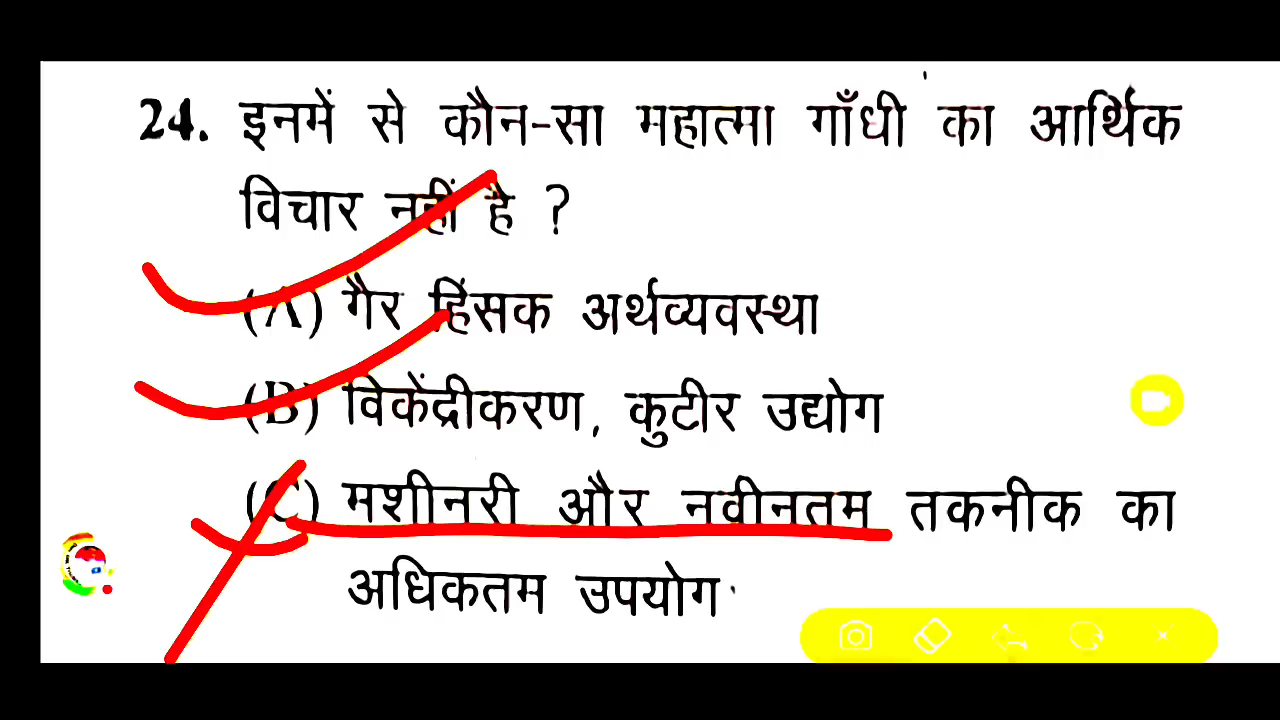 24. इनमें से कौन-सा महात्मा गाँधी का आर्थिक
विचार नहीं है ?
(A) गैर हिंसक अर्थव्यवस्था
(B) विकेंद्रीकरण, कुटीर उद्योग
(C) मशीनरी और नवीनतम तकनीक का
अधिकतम उपयोग